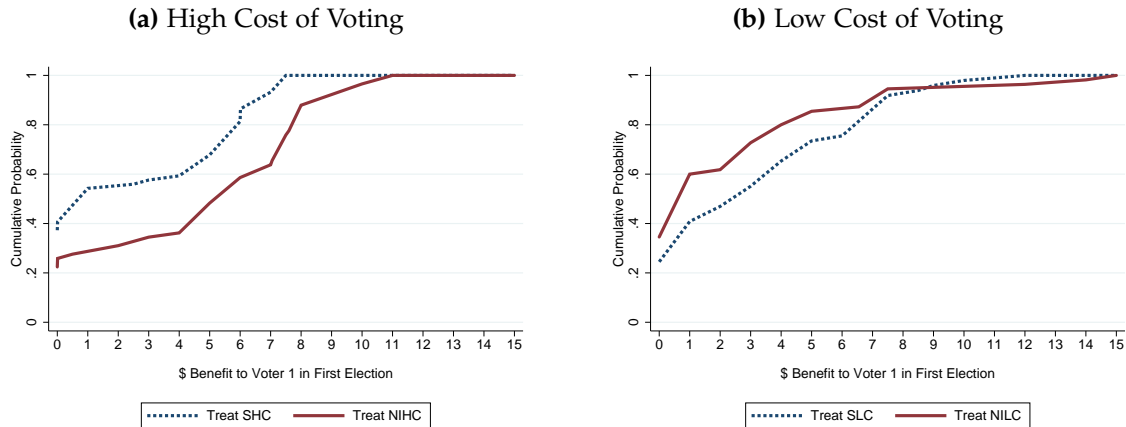 (a) High Cost of Voting
Cumulative Probability
0 .2 .4 .6 .8 1
0 1 2 3 4 5 6 7 8 9 10 11 12 13 14 15
$ Benefit to Voter 1 in First Election
Treat SHC Treat NIHC
(b) Low Cost of Voting
Cumulative Probability
0 .2 .4 .6 .8 1
0 1 2 3 4 5 6 7 8 9 10 11 12 13 14 15
$ Benefit to Voter 1 in First Election
Treat SLC Treat NILC